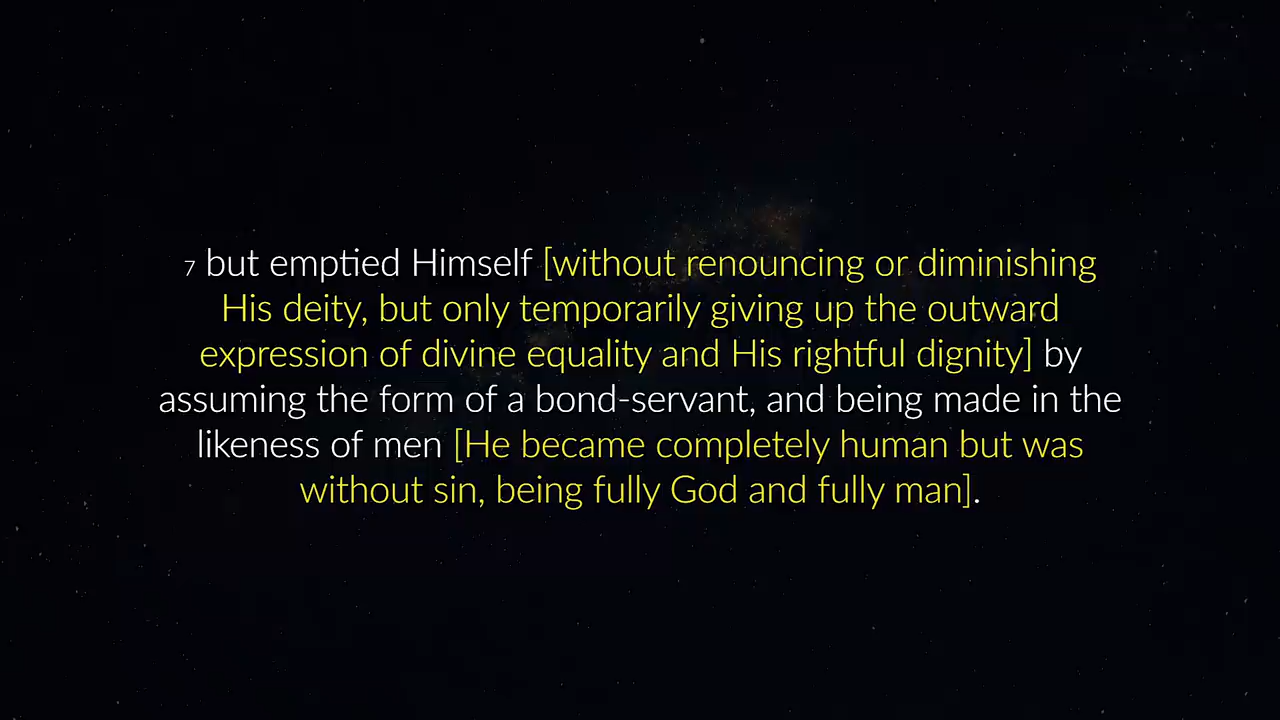 7 but emptied Himself [without renouncing or diminishing
His deity, but only temporarily giving up the outward
expression of divine equality and His rightful dignity] by
assuming the form of a bond-servant, and being made in the
likeness of men [He became completely human but was
without sin, being fully God and fully man].